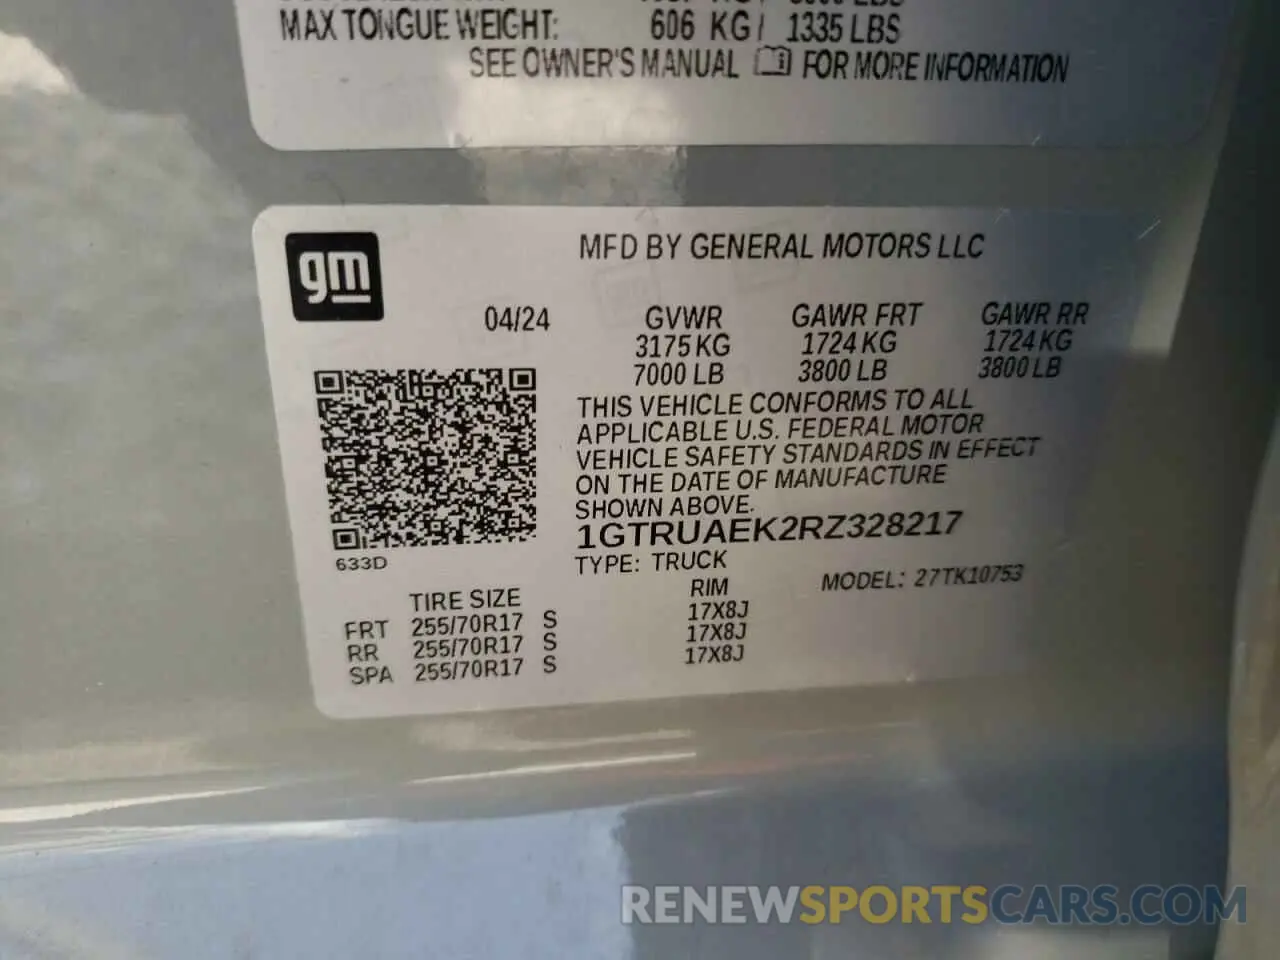 MAX TONGUE WEIGHT: 606 KG / 1335 LBS
SEE OWNER'S MANUAL FOR MORE INFORMATION
gm
MFD BY GENERAL MOTORS LLC
04/24 GVWR GAWR FRT GAWR RR
3175 KG 1724 KG 1724 KG
7000 LB 3800 LB 3800 LB
THIS VEHICLE CONFORMS TO ALL
APPLICABLE U.S. FEDERAL MOTOR
VEHICLE SAFETY STANDARDS IN EFFECT
ON THE DATE OF MANUFACTURE
SHOWN ABOVE.
1GTRUAEK2RZ328217
633D
TYPE: TRUCK
MODEL: 27TK10753
TIRE SIZE RIM
FRT 255/70R17 S 17X8J
RR 255/70R17 S 17X8J
SPA 255/70R17 S 17X8J
RENEWSPORTSCARS.COM